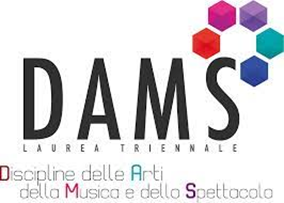 DAMS
LAUREA TRIENNALE
Discipline delle Arti
della Musica e dello Spettacolo